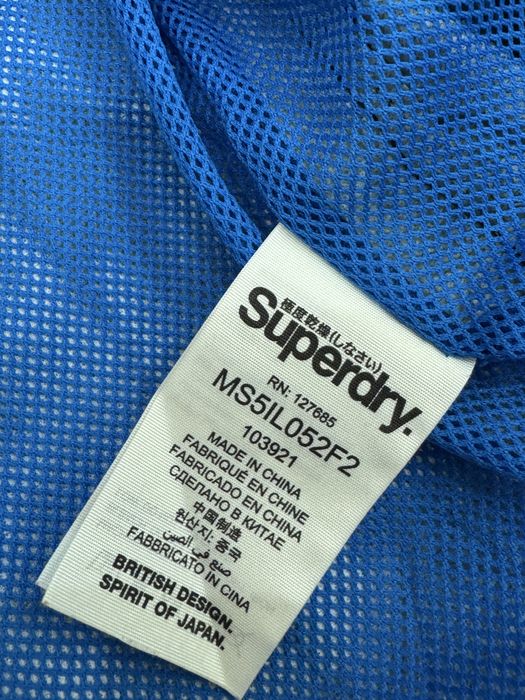 極度乾燥(しなさい)
Superdry.
RN: 127685
MS5IL052F2
103921
MADE IN CHINA
FABRIQUÉ EN CHINE
FABRICADO EN CHINA
СДЕЛАНО В КИТАЕ
中国制造
원산지: 중국
صنع في الصين
FABBRICATO IN CINA
BRITISH DESIGN.
SPIRIT OF JAPAN.